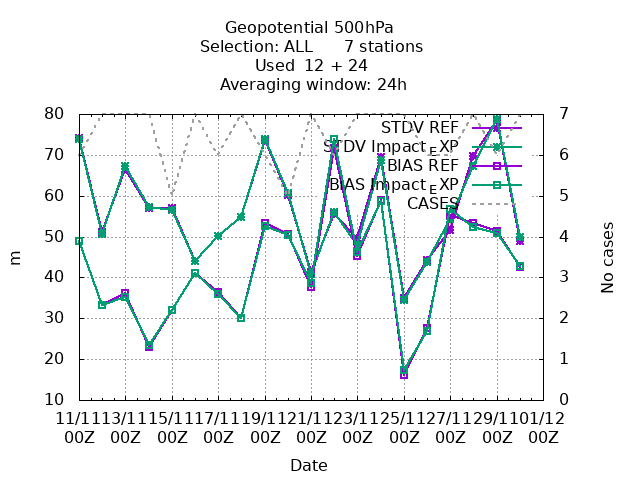 Geopotential 500hPa
Selection: ALL 7 stations
Used 12 + 24
Averaging window: 24h
80
70
60
50
40
30
20
10
m
7
6
5
4
3
2
1
0
No cases
STDV REF
STDV Impact_EXP
BIAS REF
BIAS Impact_EXP
CASES
11/11 13/11 15/11 17/11 19/11 21/11 23/11 25/11 27/11 29/11 01/12
00Z 00Z 00Z 00Z 00Z 00Z 00Z 00Z 00Z 00Z 00Z
Date